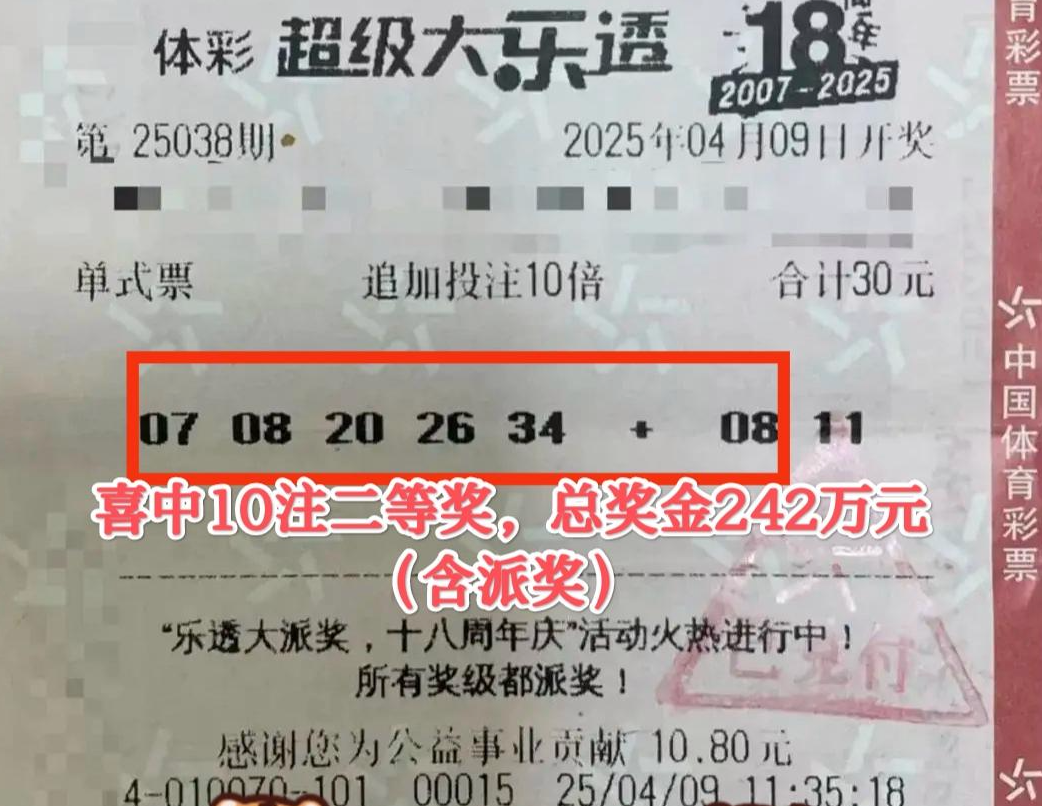 体彩 超级大乐透 18周年
2007-2025
第 25038期 2025年04月09日开奖
单式票 追加投注10倍 合计30元
07 08 20 26 34 + 08 11
喜中10注二等奖，总奖金242万元
（含派奖）
“乐透大派奖，十八周年庆”活动火热进行中！
所有奖级都派奖！
已兑付
感谢您为公益事业贡献 10.80元
4-010070-101 00015 25/04/09 11:35:18
育彩票
中国体育彩票